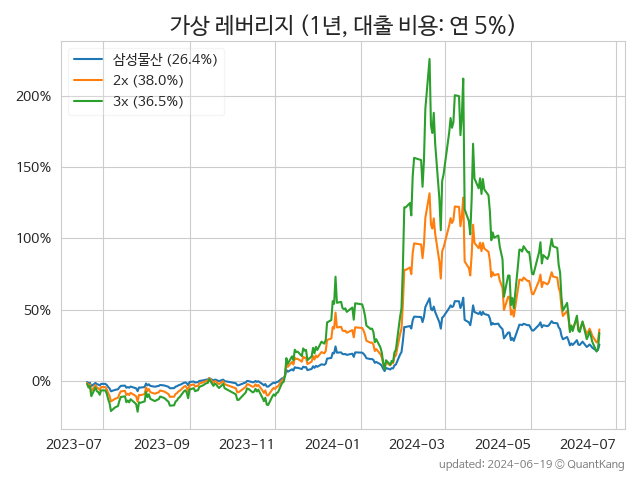 가상 레버리지 (1년, 대출 비용: 연 5%)
삼성물산 (26.4%)
2x (38.0%)
3x (36.5%)
200%
150%
100%
50%
0%
2023-07 2023-09 2023-11 2024-01 2024-03 2024-05 2024-07
updated: 2024-06-19 © QuantKang